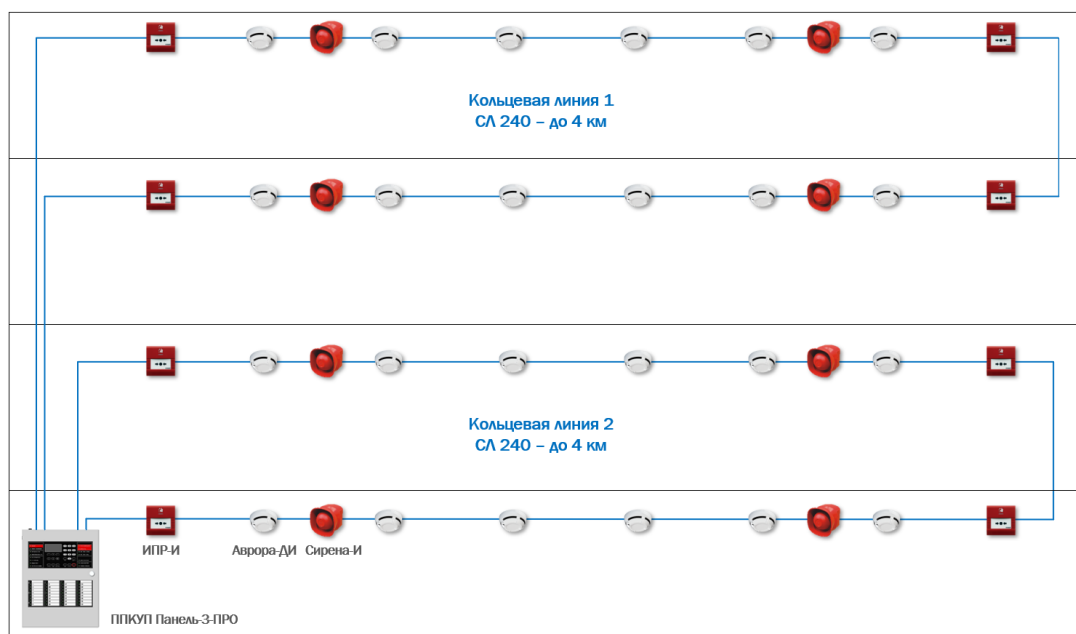 Кольцевая линия 1
СЛ 240 – до 4 км
Кольцевая линия 2
СЛ 240 – до 4 км
ИПР-И
Аврора-ДИ
Сирена-И
ППКУП Панель-3-ПРО